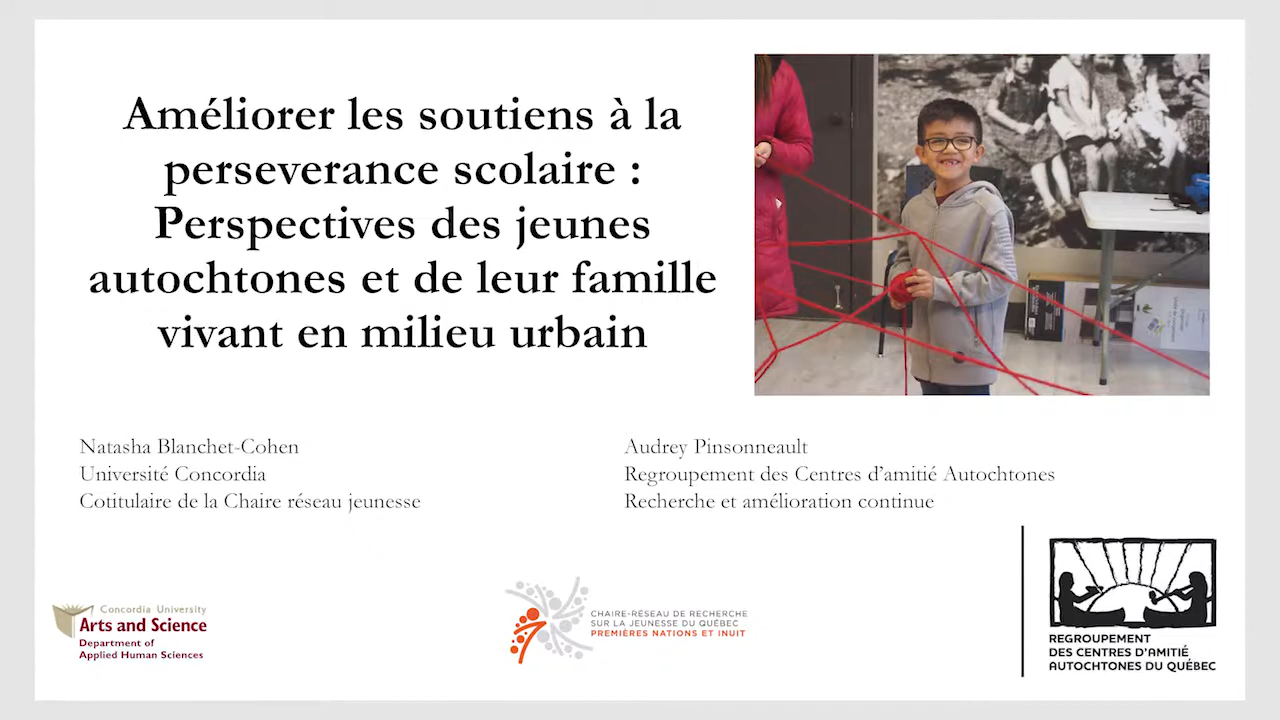 Améliorer les soutiens à la
perseverance scolaire :
Perspectives des jeunes
autochtones et de leur famille
vivant en milieu urbain
Natasha Blanchet-Cohen
Université Concordia
Cotitulaire de la Chaire réseau jeunesse
Audrey Pinsonneault
Regroupement des Centres d’amitié Autochtones
Recherche et amélioration continue
Concordia University
Arts and Science
Department of
Applied Human Sciences
CHAIRE-RÉSEAU DE RECHERCHE
SUR LA JEUNESSE DU QUÉBEC
PREMIÈRES NATIONS ET INUIT
REGROUPEMENT
DES CENTRES D’AMITIÉ
AUTOCHTONES DU QUÉBEC